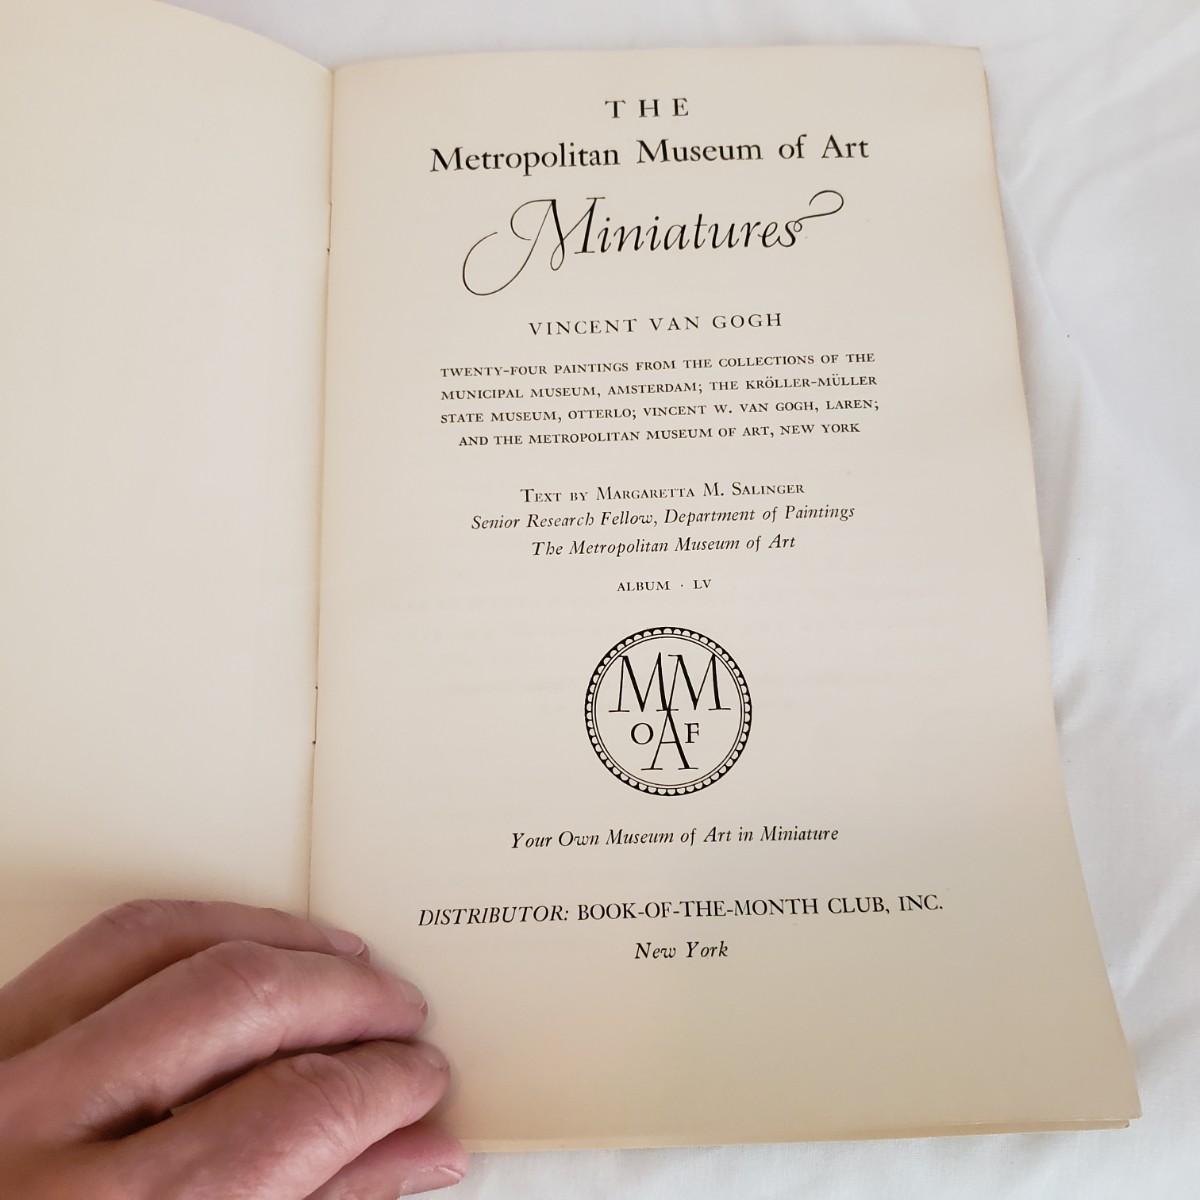 THE
Metropolitan Museum of Art
Miniatures
VINCENT VAN GOGH
TWENTY-FOUR PAINTINGS FROM THE COLLECTIONS OF THE
MUNICIPAL MUSEUM, AMSTERDAM; THE KRÖLLER-MÜLLER
STATE MUSEUM, OTTERLO; VINCENT W. VAN GOGH, LAREN;
AND THE METROPOLITAN MUSEUM OF ART, NEW YORK
TEXT BY MARGARETTA M. SALINGER
Senior Research Fellow, Department of Paintings
The Metropolitan Museum of Art
ALBUM · LV
MM
OAF
Your Own Museum of Art in Miniature
DISTRIBUTOR: BOOK-OF-THE-MONTH CLUB, INC.
New York